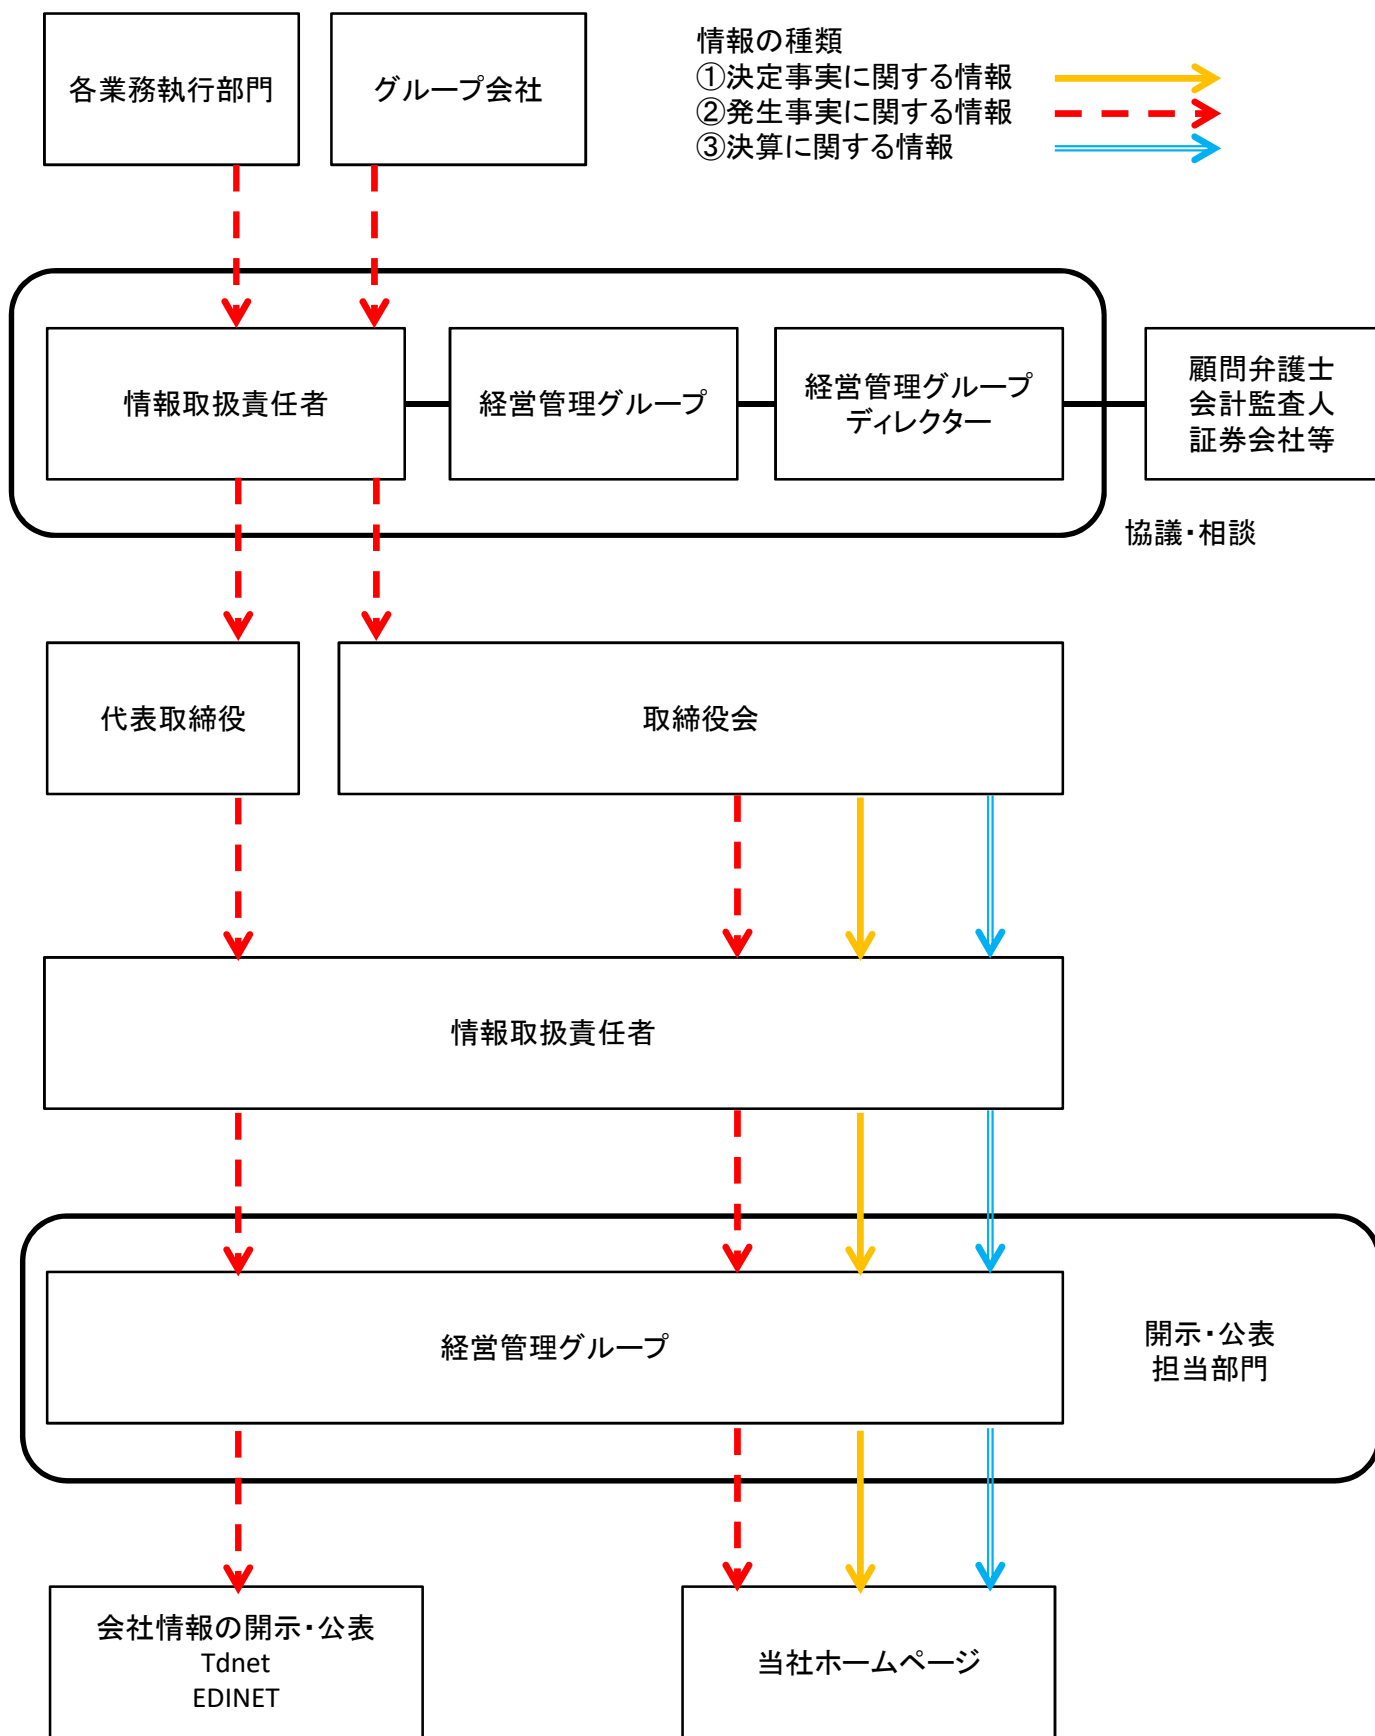 各業務執行部門
グループ会社
情報の種類
①決定事実に関する情報
②発生事実に関する情報
③決算に関する情報
情報取扱責任者
経営管理グループ
経営管理グループ
ディレクター
顧問弁護士
会計監査人
証券会社等
協議・相談
代表取締役
取締役会
情報取扱責任者
経営管理グループ
開示・公表
担当部門
会社情報の開示・公表
Tdnet
EDINET
当社ホームページ